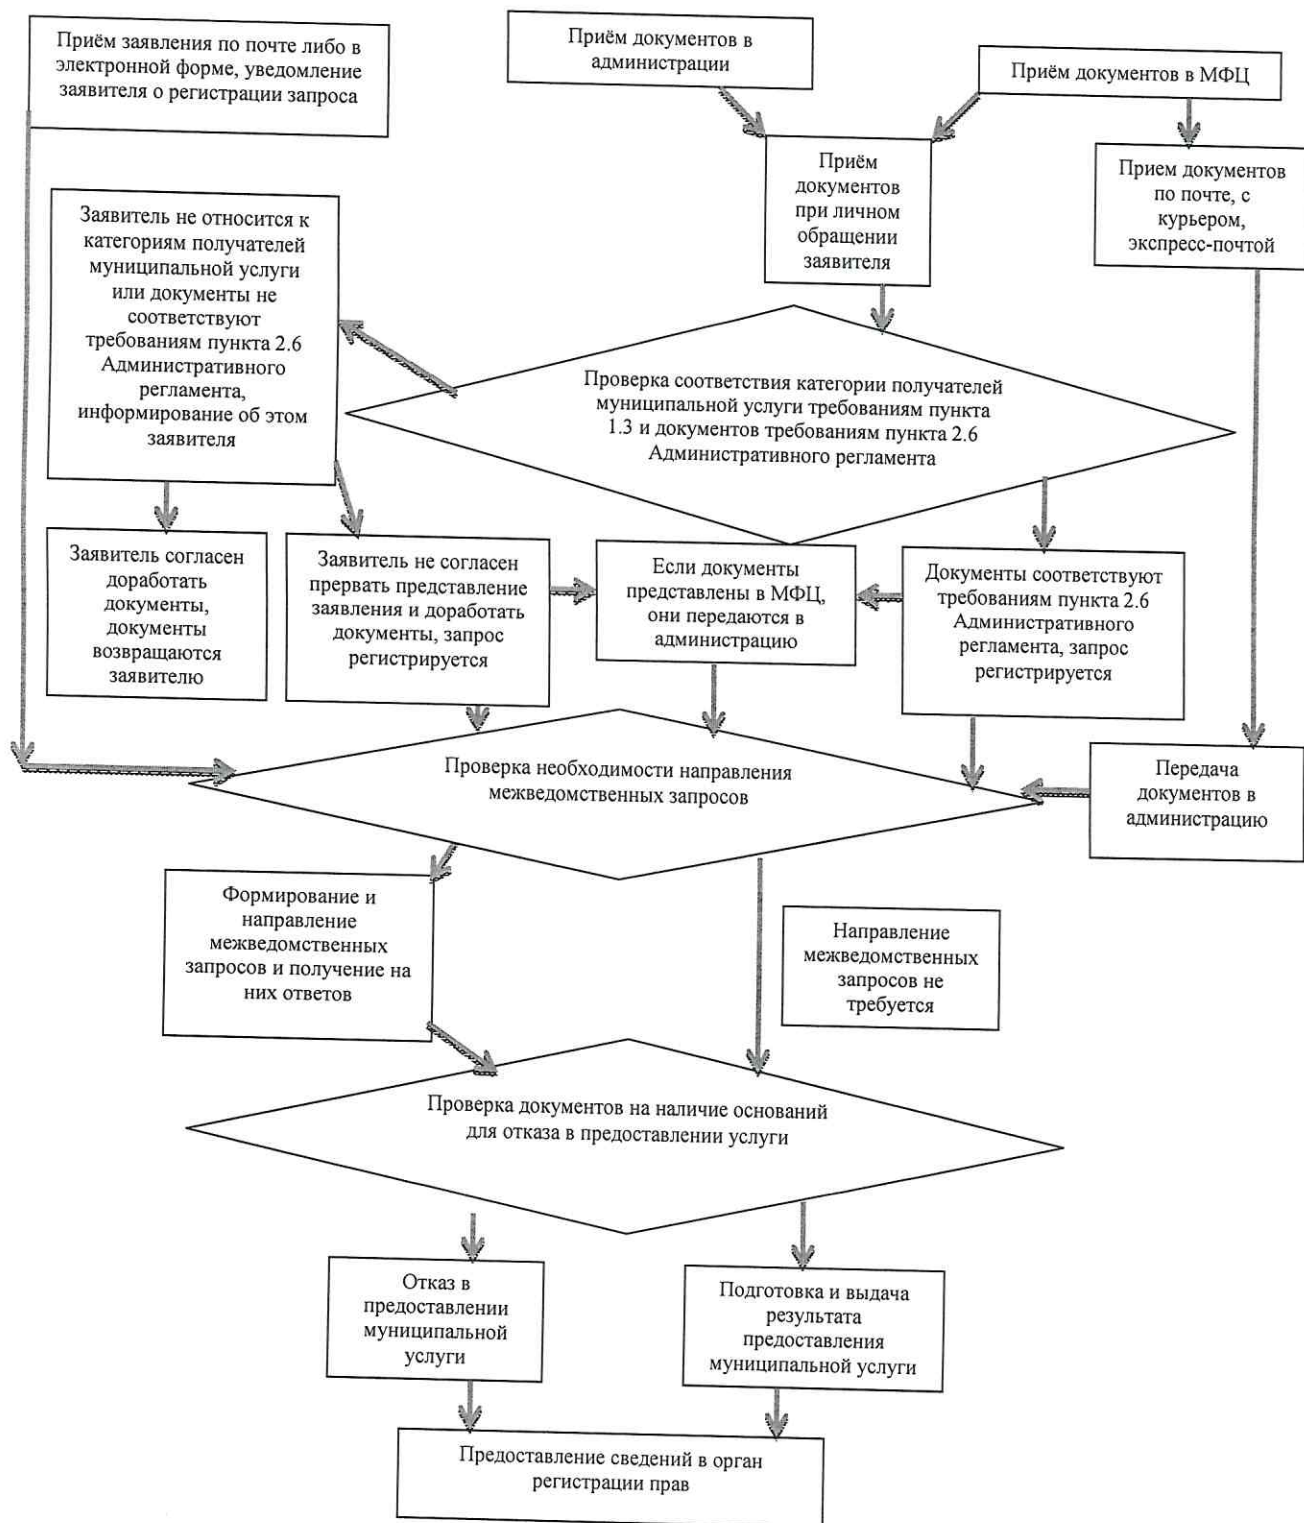 Приём заявления по почте либо в
электронной форме, уведомление
заявителя о регистрации запроса
Приём документов в
администрации
Приём документов в МФЦ
Приём
документов
при личном
обращении
заявителя
Прием документов
по почте, с
курьером,
экспресс-почтой
Заявитель не относится к
категориям получателей
муниципальной услуги
или документы не
соответствуют
требованиям пункта 2.6
Административного
регламента,
информирование об этом
заявителя
Проверка соответствия категории получателей
муниципальной услуги требованиям пункта
1.3 и документов требованиям пункта 2.6
Административного регламента
Заявитель согласен
доработать
документы,
документы
возвращаются
заявителю
Заявитель не согласен
прервать представление
заявления и доработать
документы, запрос
регистрируется
Если документы
представлены в МФЦ,
они передаются в
администрацию
Документы соответствуют
требованиям пункта 2.6
Административного
регламента, запрос
регистрируется
Проверка необходимости направления
межведомственных запросов
Передача
документов в
администрацию
Формирование и
направление
межведомственных
запросов и получение на
них ответов
Направление
межведомственных
запросов не
требуется
Проверка документов на наличие оснований
для отказа в предоставлении услуги
Отказ в
предоставлении
муниципальной
услуги
Подготовка и выдача
результата
предоставления
муниципальной услуги
Предоставление сведений в орган
регистрации прав